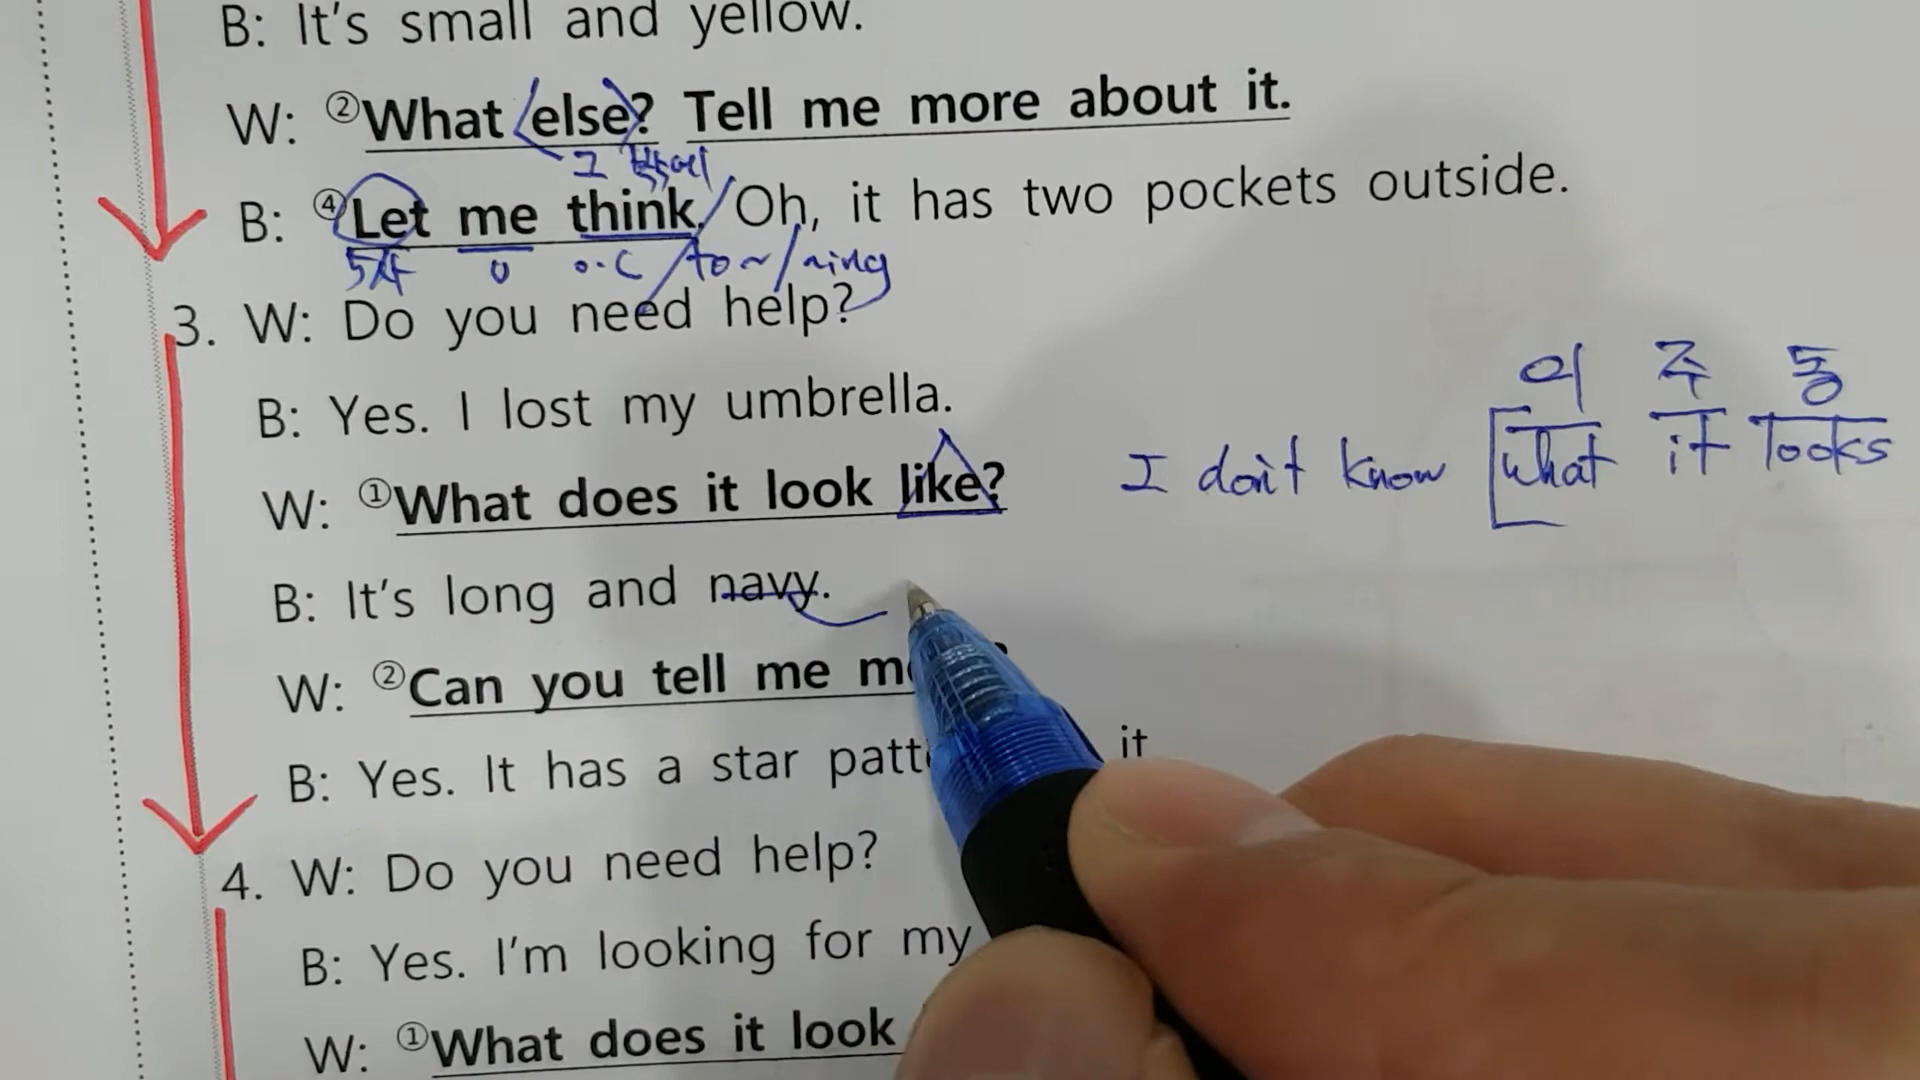 B: It's small and yellow.
W: ②What else? Tell me more about it.
그 밖에
B: ④Let me think. Oh, it has two pockets outside.
5사 O O·C /to~/~ing
3. W: Do you need help?
B: Yes. I lost my umbrella.
의 주 동
W: ①What does it look like? I don't know [what it looks
B: It's long and navy.
W: ②Can you tell me
B: Yes. It has a star it
4. W: Do you need help?
B: Yes. I'm looking for my
W: ①What does it look